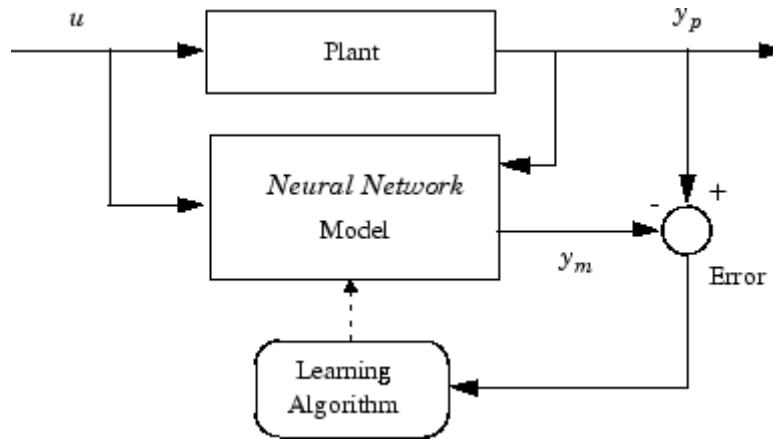 u
y_p
Plant
Neural Network
Model
-
+
y_m
Error
Learning
Algorithm